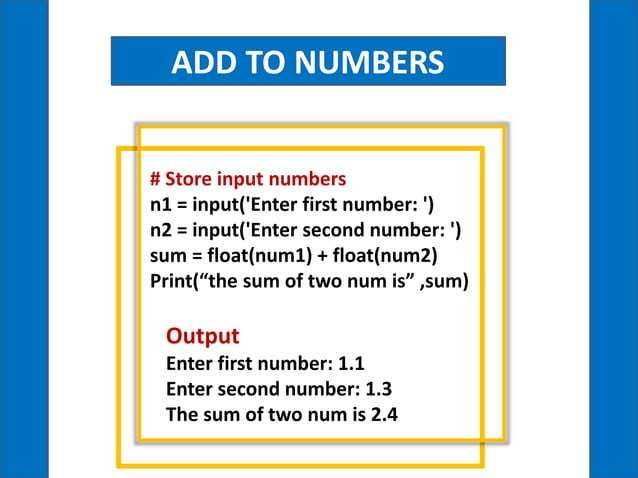 ADD TO NUMBERS
# Store input numbers
n1 = input('Enter first number: ')
n2 = input('Enter second number: ')
sum = float(num1) + float(num2)
Print(“the sum of two num is” ,sum)
Output
Enter first number: 1.1
Enter second number: 1.3
The sum of two num is 2.4